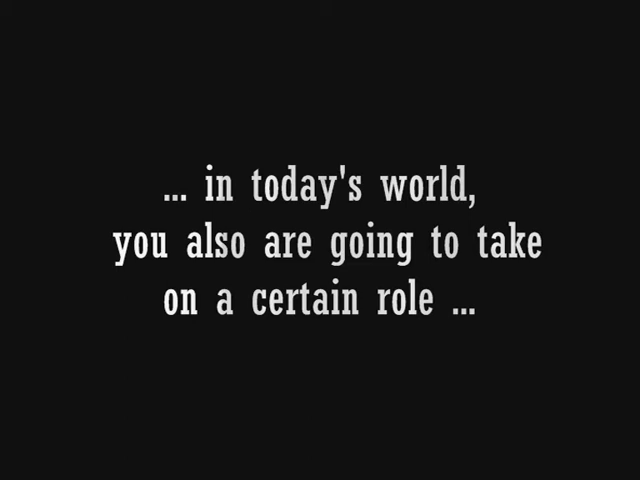 ... in today's world,
you also are going to take
on a certain role ...